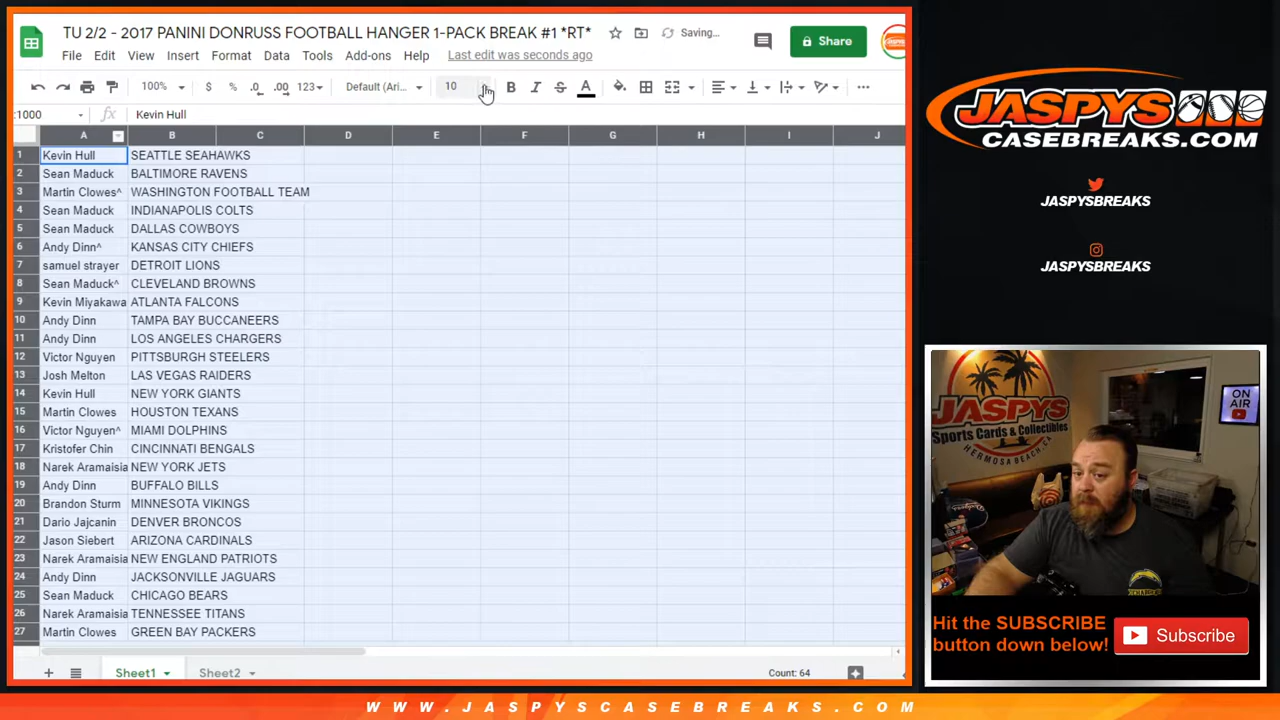 TU 2/2 - 2017 PANINI DONRUSS FOOTBALL HANGER 1-PACK BREAK #1 *RT*
Saving...
Share
File Edit View Insert Format Data Tools Add-ons Help Last edit was seconds ago
100% $ % .0 .00 123 Default (Ari... 10 B I S A
:1000 fx Kevin Hull
A B C D E F G H I J
1 Kevin Hull SEATTLE SEAHAWKS
2 Sean Maduck BALTIMORE RAVENS
3 Martin Clowes^ WASHINGTON FOOTBALL TEAM
4 Sean Maduck INDIANAPOLIS COLTS
5 Sean Maduck DALLAS COWBOYS
6 Andy Dinn^ KANSAS CITY CHIEFS
7 samuel strayer DETROIT LIONS
8 Sean Maduck^ CLEVELAND BROWNS
9 Kevin Miyakawa ATLANTA FALCONS
10 Andy Dinn TAMPA BAY BUCCANEERS
11 Andy Dinn LOS ANGELES CHARGERS
12 Victor Nguyen PITTSBURGH STEELERS
13 Josh Melton LAS VEGAS RAIDERS
14 Kevin Hull NEW YORK GIANTS
15 Martin Clowes HOUSTON TEXANS
16 Victor Nguyen^ MIAMI DOLPHINS
17 Kristofer Chin CINCINNATI BENGALS
18 Narek Aramaisia NEW YORK JETS
19 Andy Dinn BUFFALO BILLS
20 Brandon Sturm MINNESOTA VIKINGS
21 Dario Jajcanin DENVER BRONCOS
22 Jason Siebert ARIZONA CARDINALS
23 Narek Aramaisia NEW ENGLAND PATRIOTS
24 Andy Dinn JACKSONVILLE JAGUARS
25 Sean Maduck CHICAGO BEARS
26 Narek Aramaisia TENNESSEE TITANS
27 Martin Clowes GREEN BAY PACKERS
Sheet1 Sheet2 Count: 64
JASPYS
CASEBREAKS.COM
JASPYSBREAKS
JASPYSBREAKS
JASPYS
Sports Cards & Collectibles
HERMOSA BEACH, CA
ON
AIR
Hit the SUBSCRIBE
button down below!
Subscribe
WWW.JASPYSCASEBREAKS.COM